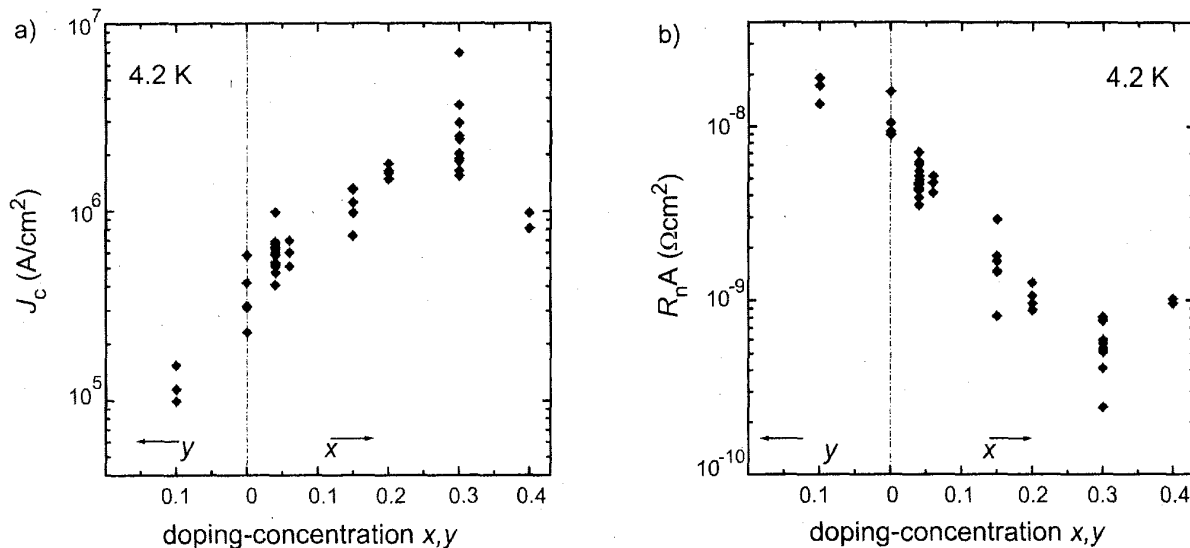 a)
4.2 K
10^7
10^6
10^5
J_c (A/cm^2)
y
x
0.1 0 0.1 0.2 0.3 0.4
doping-concentration x,y
b)
4.2 K
10^-8
10^-9
10^-10
R_nA (Ωcm^2)
y
x
0.1 0 0.1 0.2 0.3 0.4
doping-concentration x,y